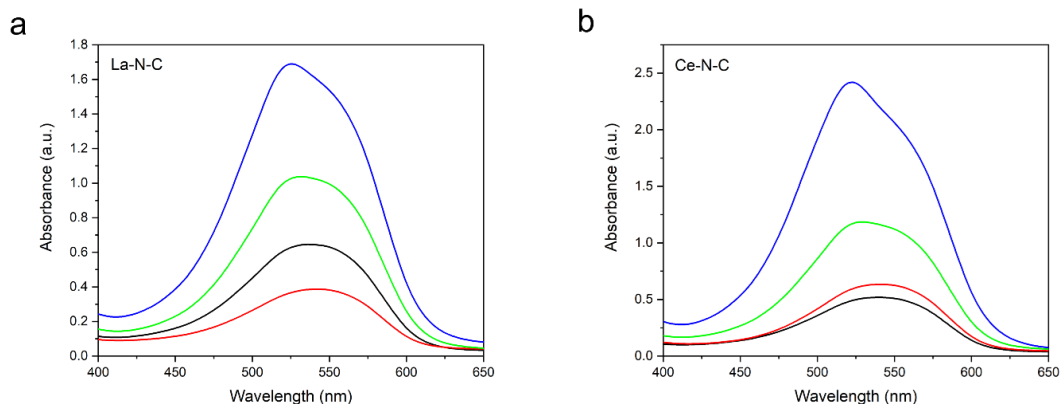 a
La-N-C
Absorbance (a.u.)
1.8
1.6
1.4
1.2
1.0
0.8
0.6
0.4
0.2
0.0
400 450 500 550 600 650
Wavelength (nm)
b
Ce-N-C
Absorbance (a.u.)
2.5
2.0
1.5
1.0
0.5
0.0
400 450 500 550 600 650
Wavelength (nm)